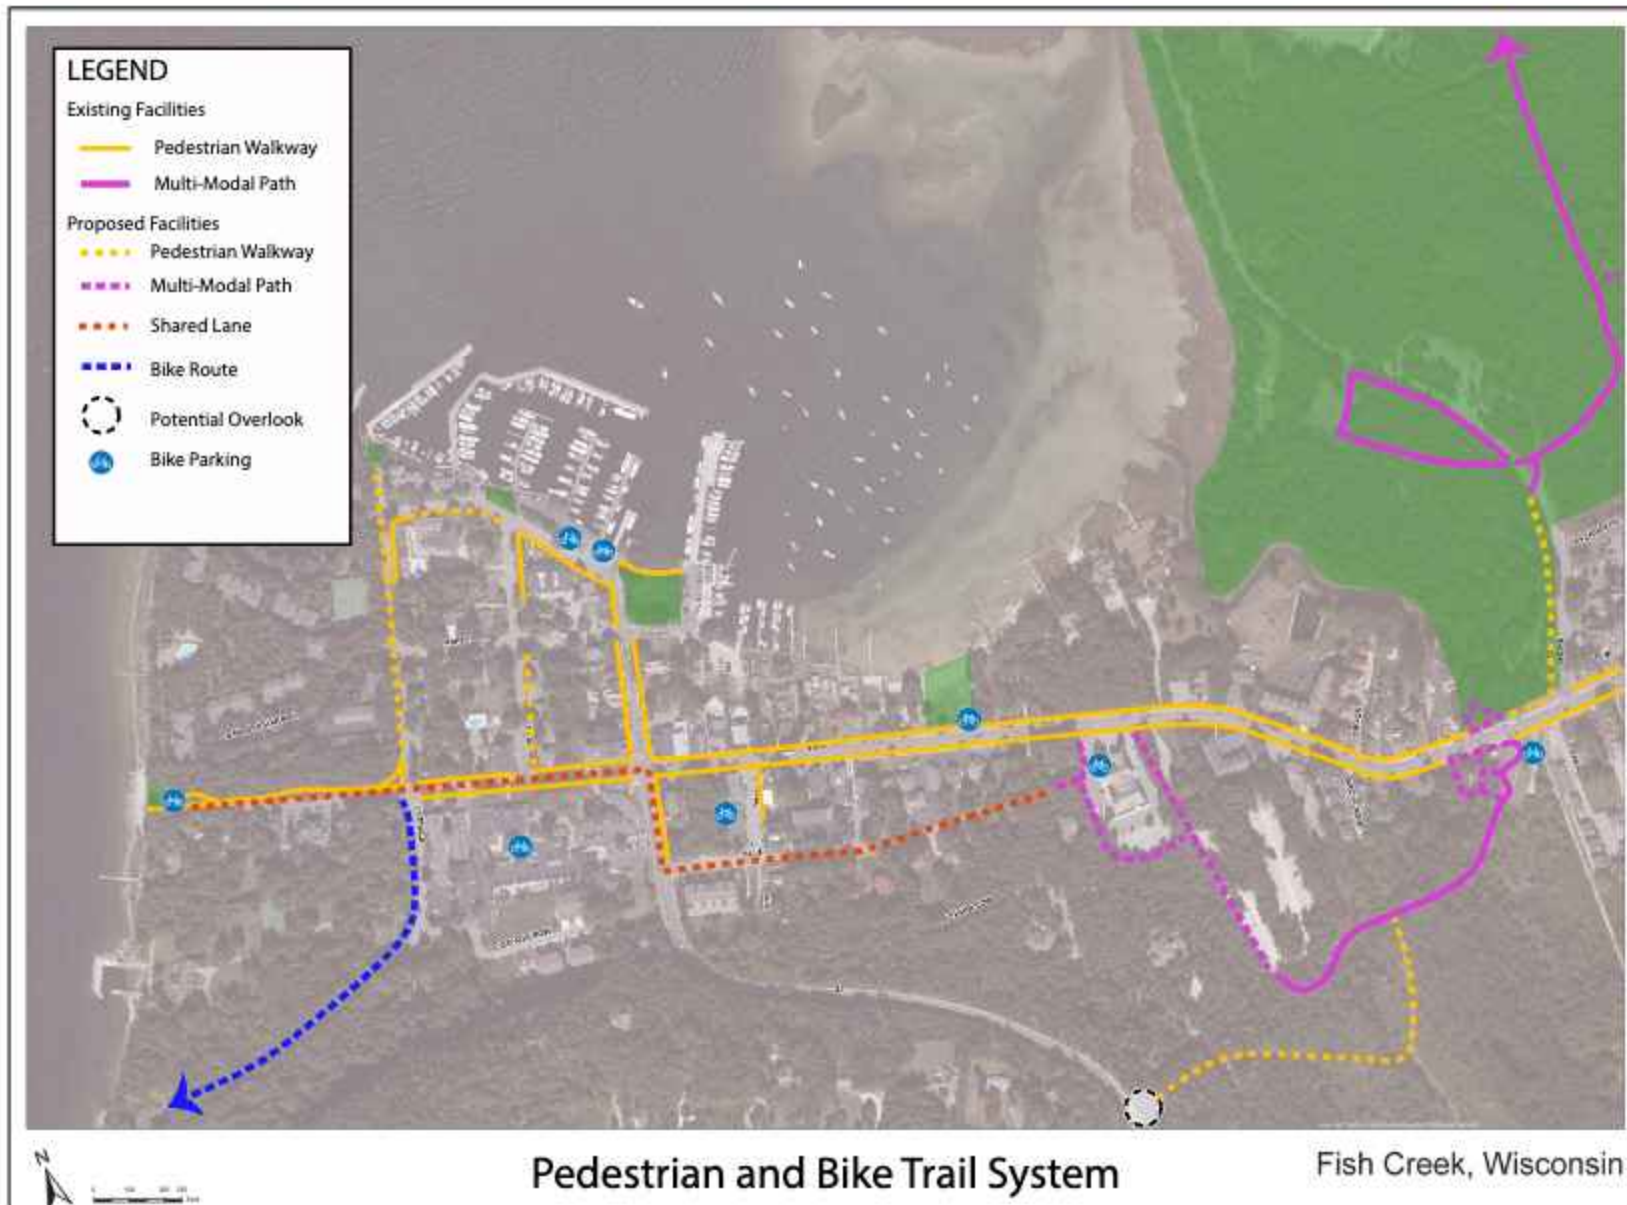 LEGEND
Existing Facilities
Pedestrian Walkway
Multi-Modal Path
Proposed Facilities
Pedestrian Walkway
Multi-Modal Path
Shared Lane
Bike Route
Potential Overlook
Bike Parking
N
Pedestrian and Bike Trail System
Fish Creek, Wisconsin